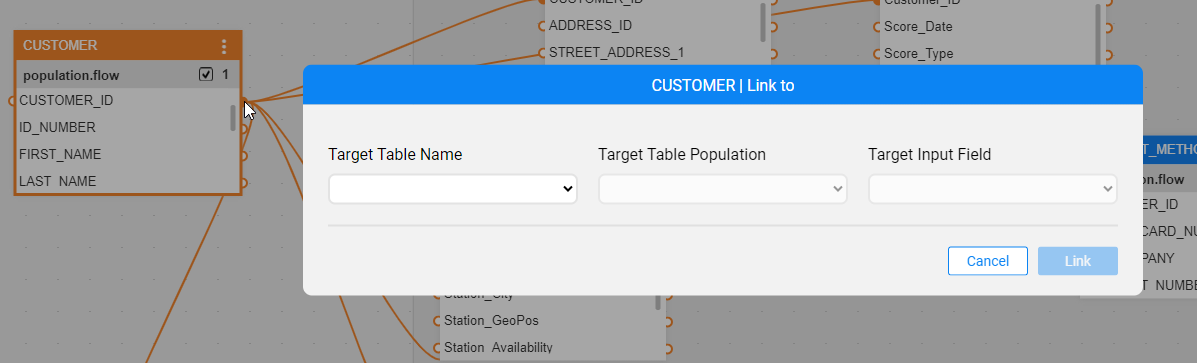 CUSTOMER
population.flow 1
CUSTOMER_ID
ID_NUMBER
FIRST_NAME
LAST_NAME
CUSTOMER_ID
ADDRESS_ID
STREET_ADDRESS_1
Customer_ID
Score_Date
Score_Type
CUSTOMER | Link to
Target Table Name
Target Table Population
Target Input Field
Cancel
Link
T_METHO
on.flow
ER_ID
CARD_NU
PANY
T_NUMBE
Station_City
Station_GeoPos
Station_Availability